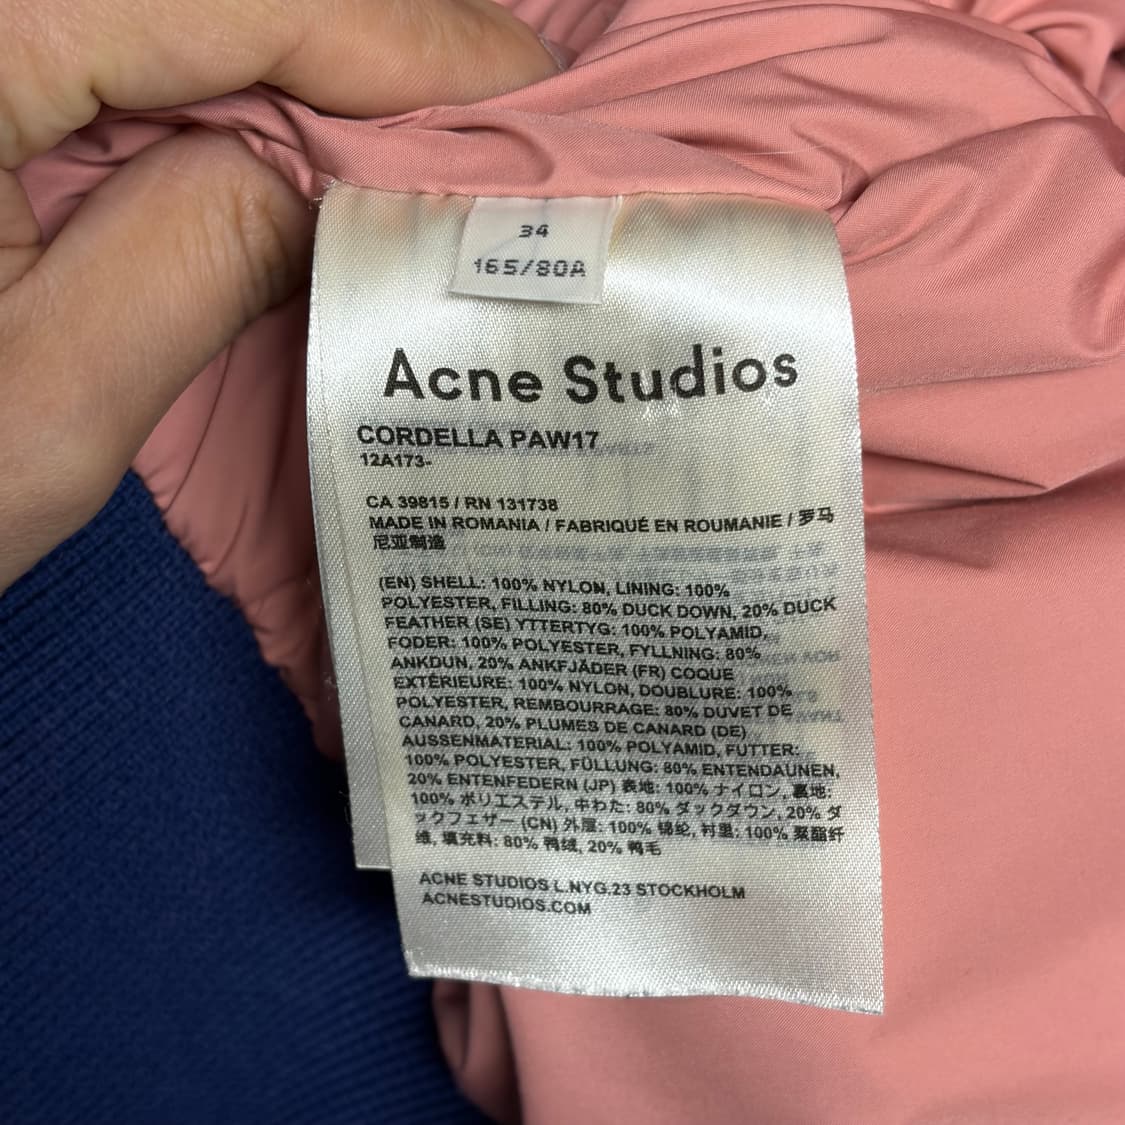 34
165/80A
Acne Studios
CORDELLA PAW17
12A173-
CA 39815 / RN 131738
MADE IN ROMANIA / FABRIQUÉ EN ROUMANIE / 罗马
尼亚制造
(EN) SHELL: 100% NYLON, LINING: 100%
POLYESTER, FILLING: 80% DUCK DOWN, 20% DUCK
FEATHER (SE) YTTERTYG: 100% POLYAMID,
FODER: 100% POLYESTER, FYLLNING: 80%
ANKDUN, 20% ANKFJÄDER (FR) COQUE
EXTÉRIEURE: 100% NYLON, DOUBLURE: 100%
POLYESTER, REMBOURRAGE: 80% DUVET DE
CANARD, 20% PLUMES DE CANARD (DE)
AUSSENMATERIAL: 100% POLYAMID, FUTTER:
100% POLYESTER, FÜLLUNG: 80% ENTENDAUNEN,
20% ENTENFEDERN (JP) 表地: 100% ナイロン, 裏地:
100% ポリエステル, 中わた: 80% ダックダウン, 20% ダ
ックフェザー (CN) 外层: 100% 锦纶, 衬里: 100% 聚酯纤
维, 填充料: 80% 鸭绒, 20% 鸭毛
ACNE STUDIOS L.NYG.23 STOCKHOLM
ACNESTUDIOS.COM